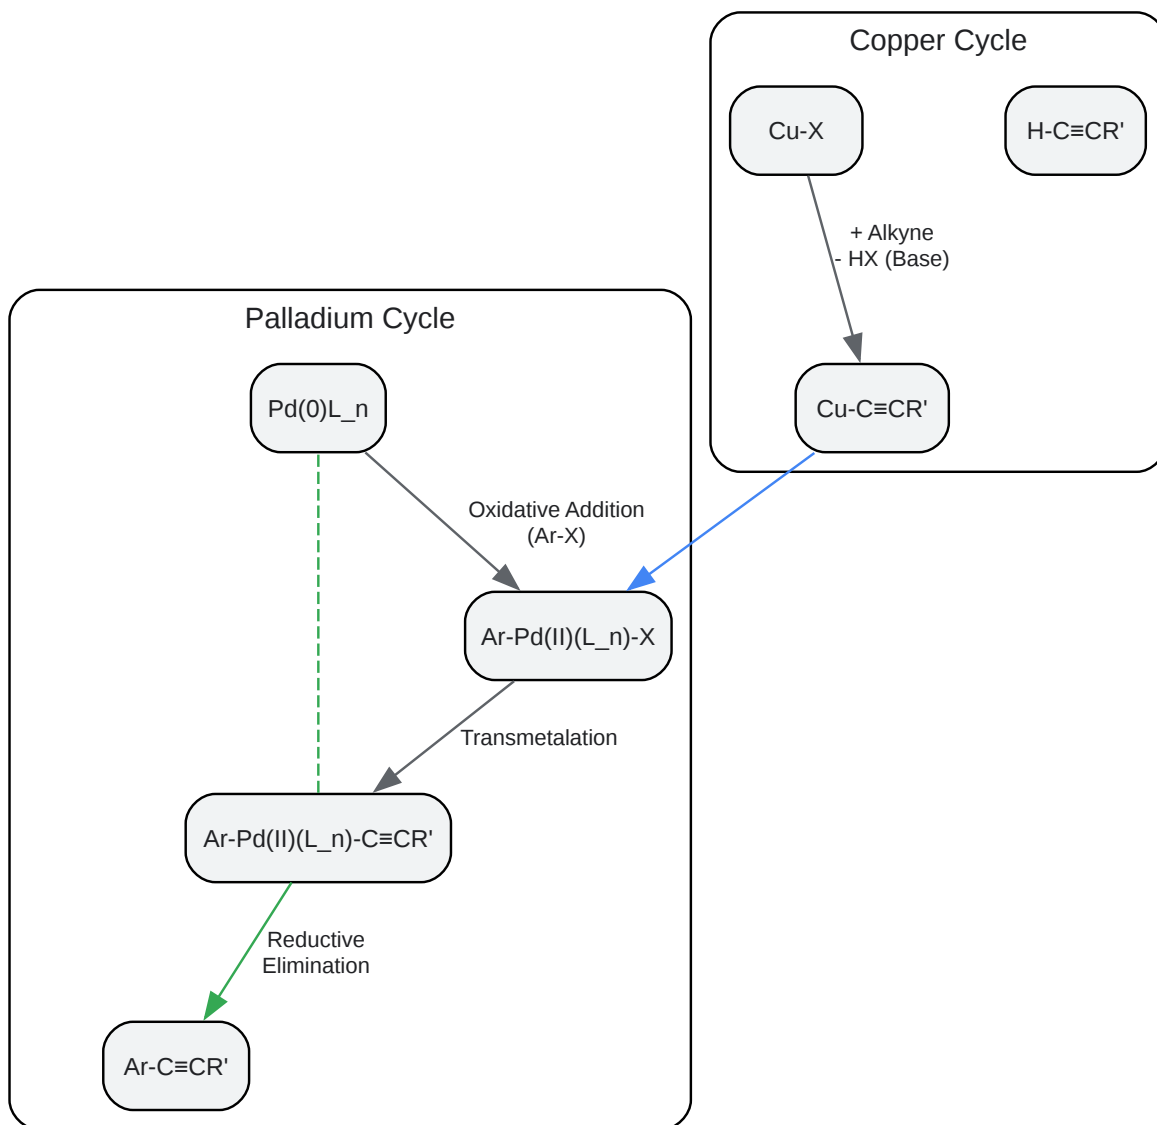 Copper Cycle
Cu-X
H-C≡CR'
+ Alkyne
- HX (Base)
Cu-C≡CR'
Palladium Cycle
Pd(0)L_n
Oxidative Addition
(Ar-X)
Ar-Pd(II)(L_n)-X
Transmetalation
Ar-Pd(II)(L_n)-C≡CR'
Reductive
Elimination
Ar-C≡CR'